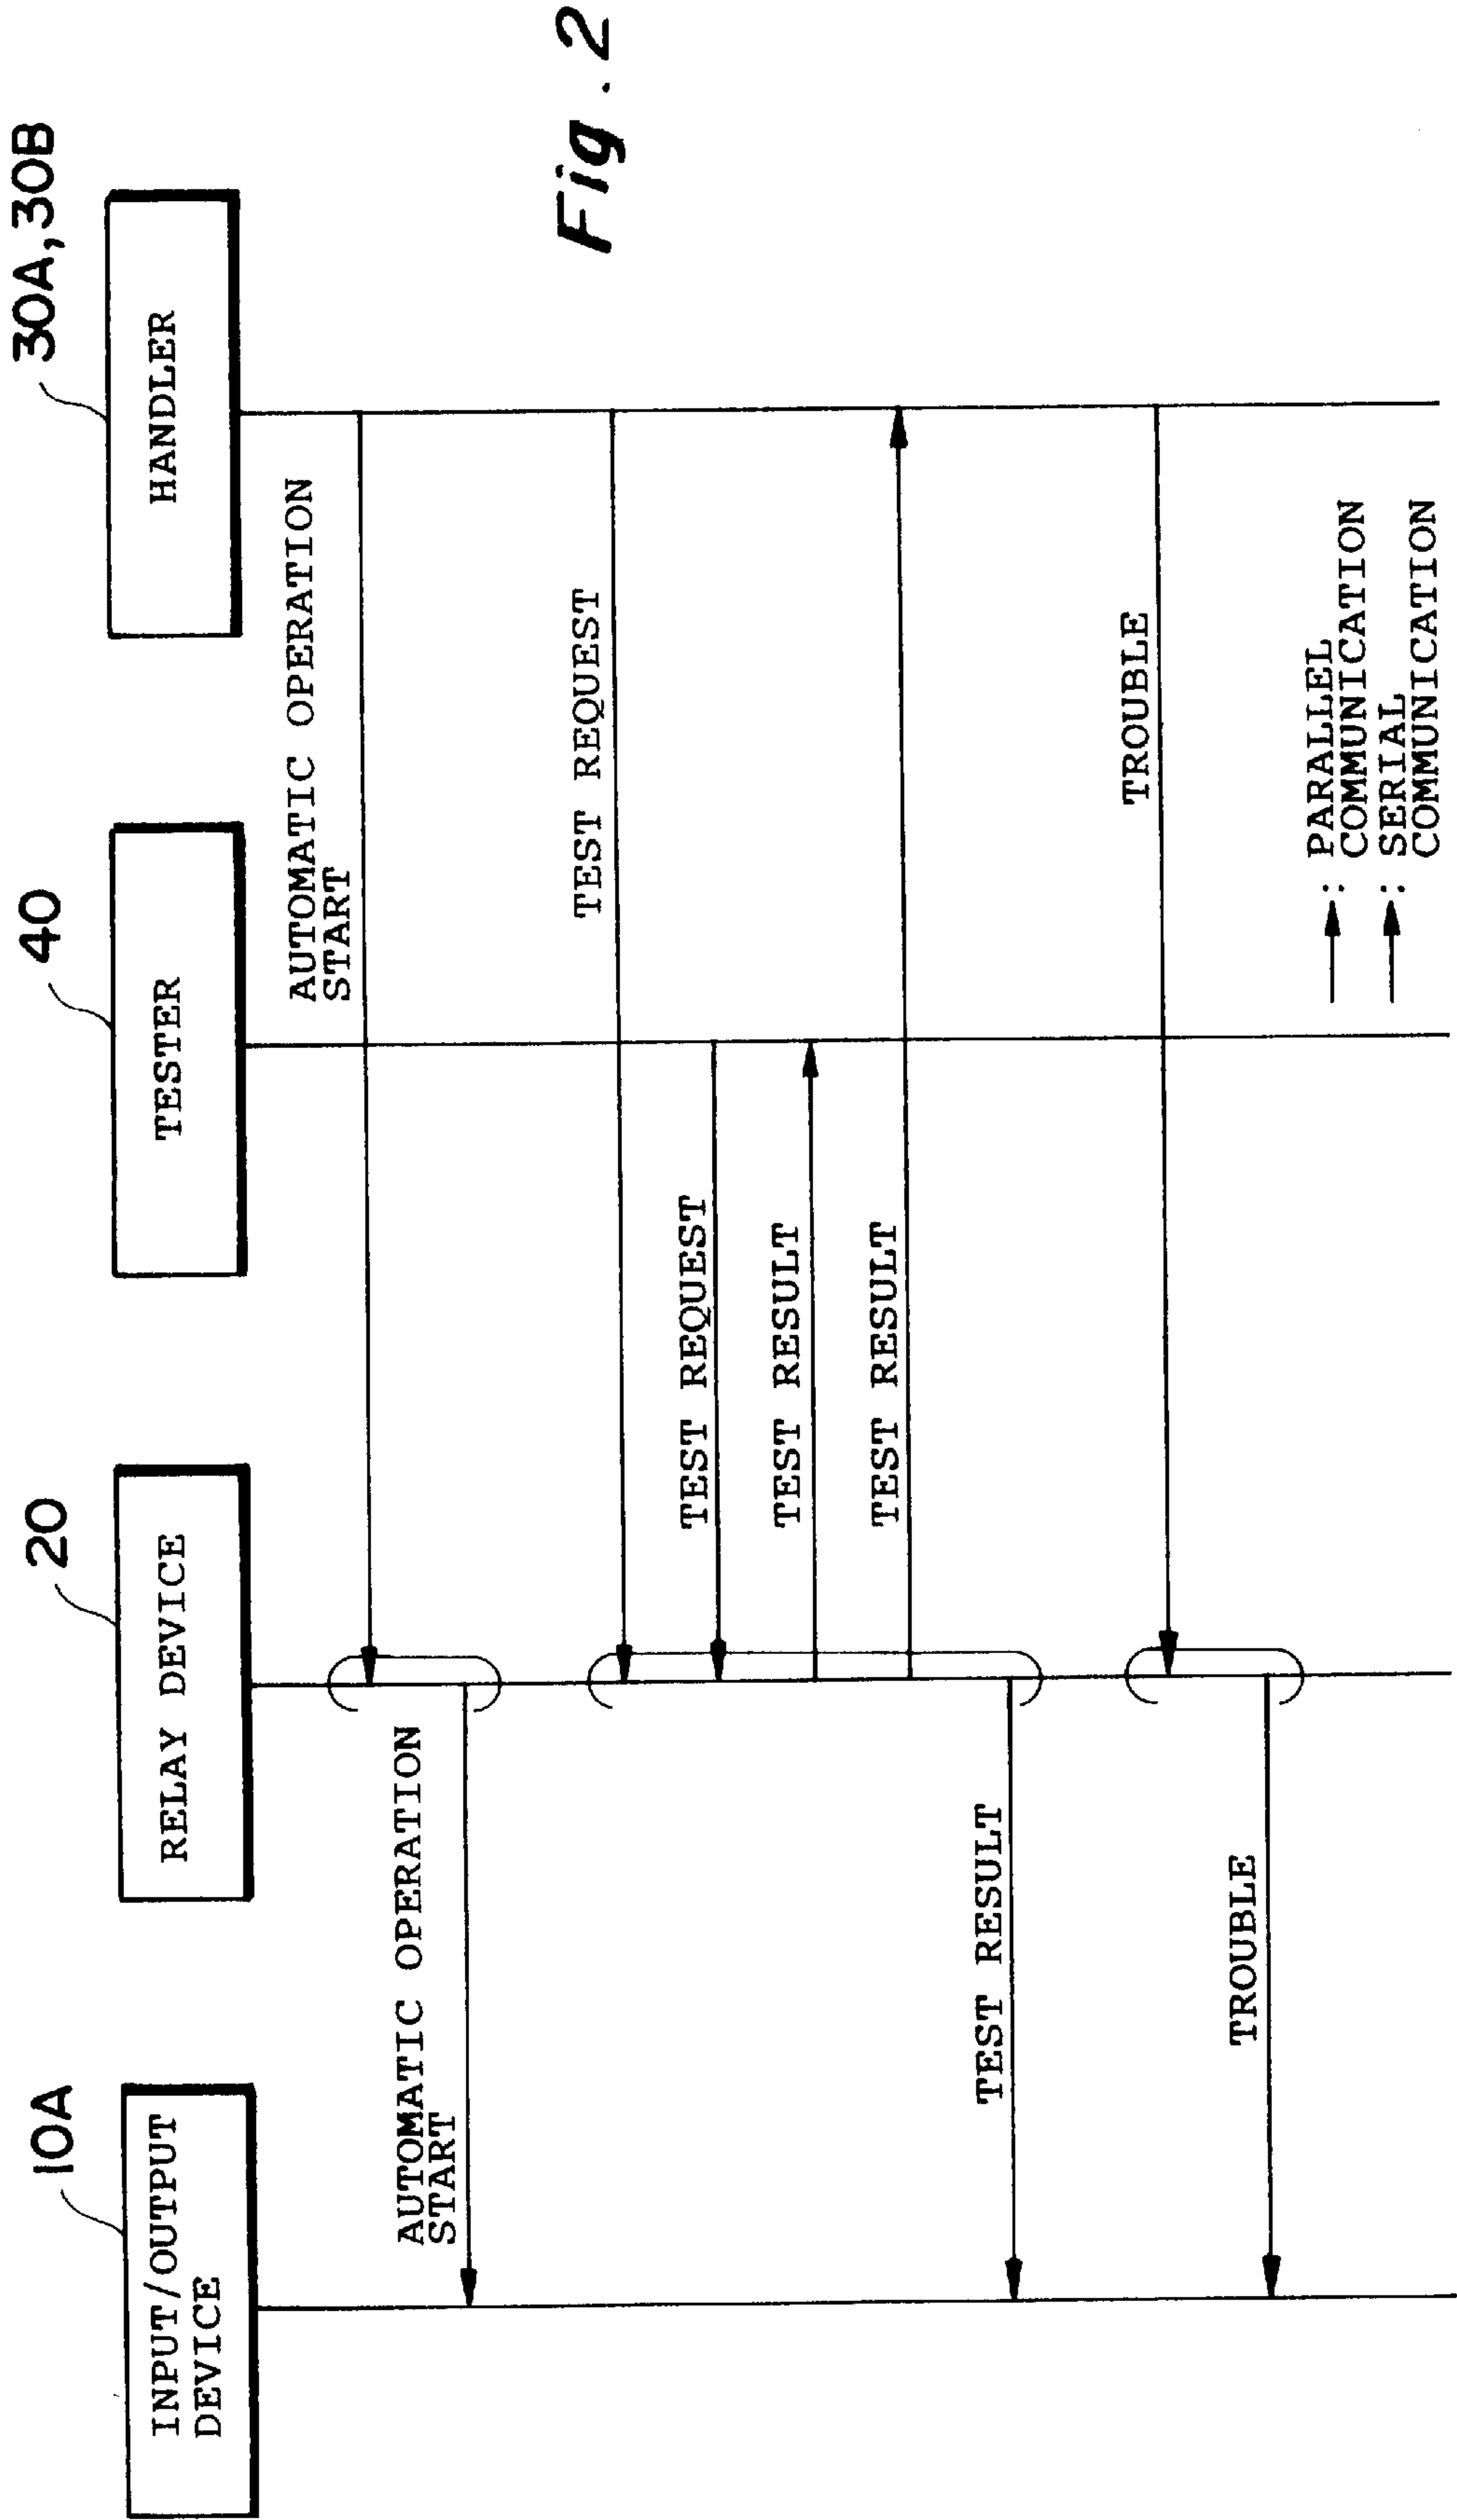 10A
20
40
30A,30B
INPUT/OUTPUT
DEVICE
RELAY DEVICE
TESTER
HANDLER
AUTOMATIC OPERATION
START
AUTOMATIC OPERATION
START
TEST REQUEST
TEST REQUEST
TEST RESULT
TEST RESULT
TEST RESULT
TROUBLE
TROUBLE
: PARALLEL
COMMUNICATION
: SERIAL
COMMUNICATION
Fig. 2